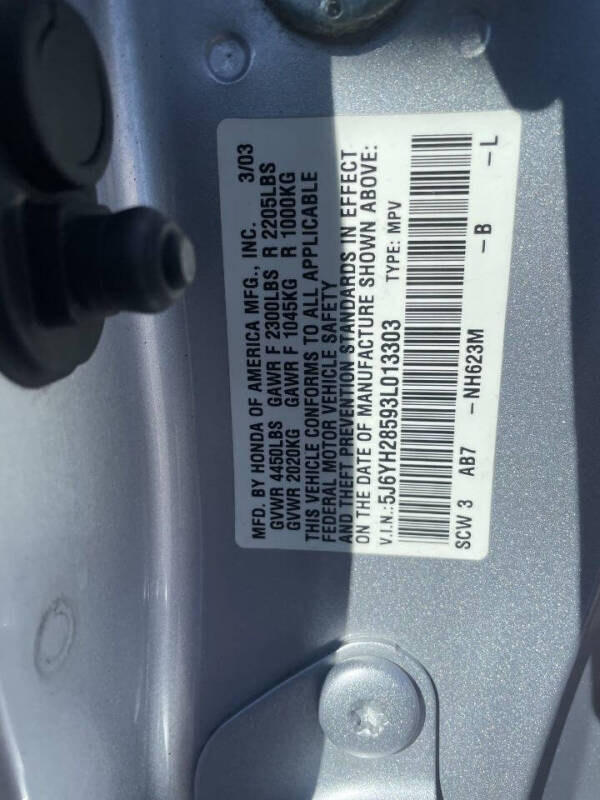 MFD. BY HONDA OF AMERICA MFG., INC. 3/03
GVWR 4450LBS GAWR F 2300LBS R 2205LBS
GVWR 2020KG GAWR F 1045KG R 1000KG
THIS VEHICLE CONFORMS TO ALL APPLICABLE
FEDERAL MOTOR VEHICLE SAFETY
AND THEFT PREVENTION STANDARDS IN EFFECT
ON THE DATE OF MANUFACTURE SHOWN ABOVE:
V.I.N.:5J6YH28593L013303 TYPE: MPV
SCW 3 AB7 -NH623M -B -L